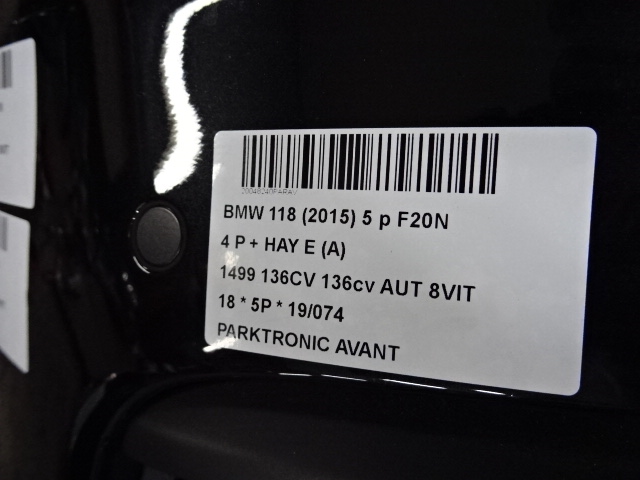 BMW 118 (2015) 5 p F20N
4 P + HAY E (A)
1499 136CV 136cv AUT 8VIT
18 * 5P * 19/074
PARKTRONIC AVANT